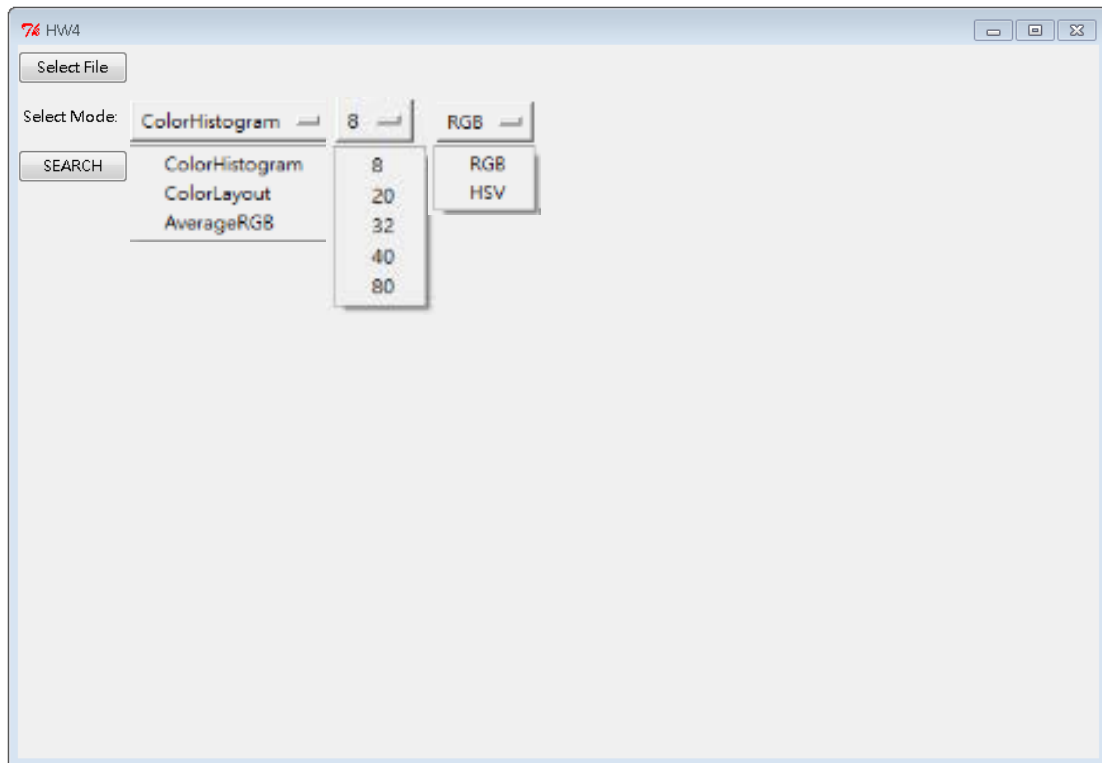 HW4
Select File
Select Mode: ColorHistogram 8 RGB
SEARCH
ColorHistogram
ColorLayout
AverageRGB
8
20
32
40
80
RGB
HSV